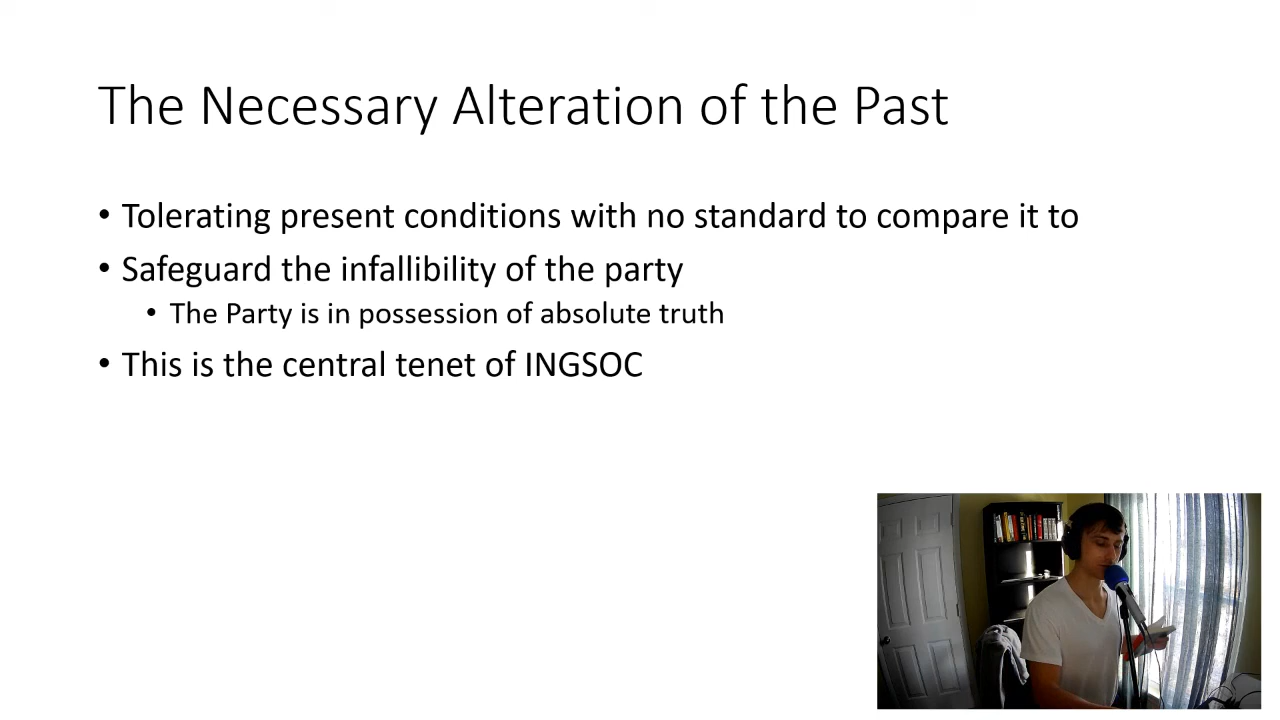 The Necessary Alteration of the Past
• Tolerating present conditions with no standard to compare it to
• Safeguard the infallibility of the party
• The Party is in possession of absolute truth
• This is the central tenet of INGSOC